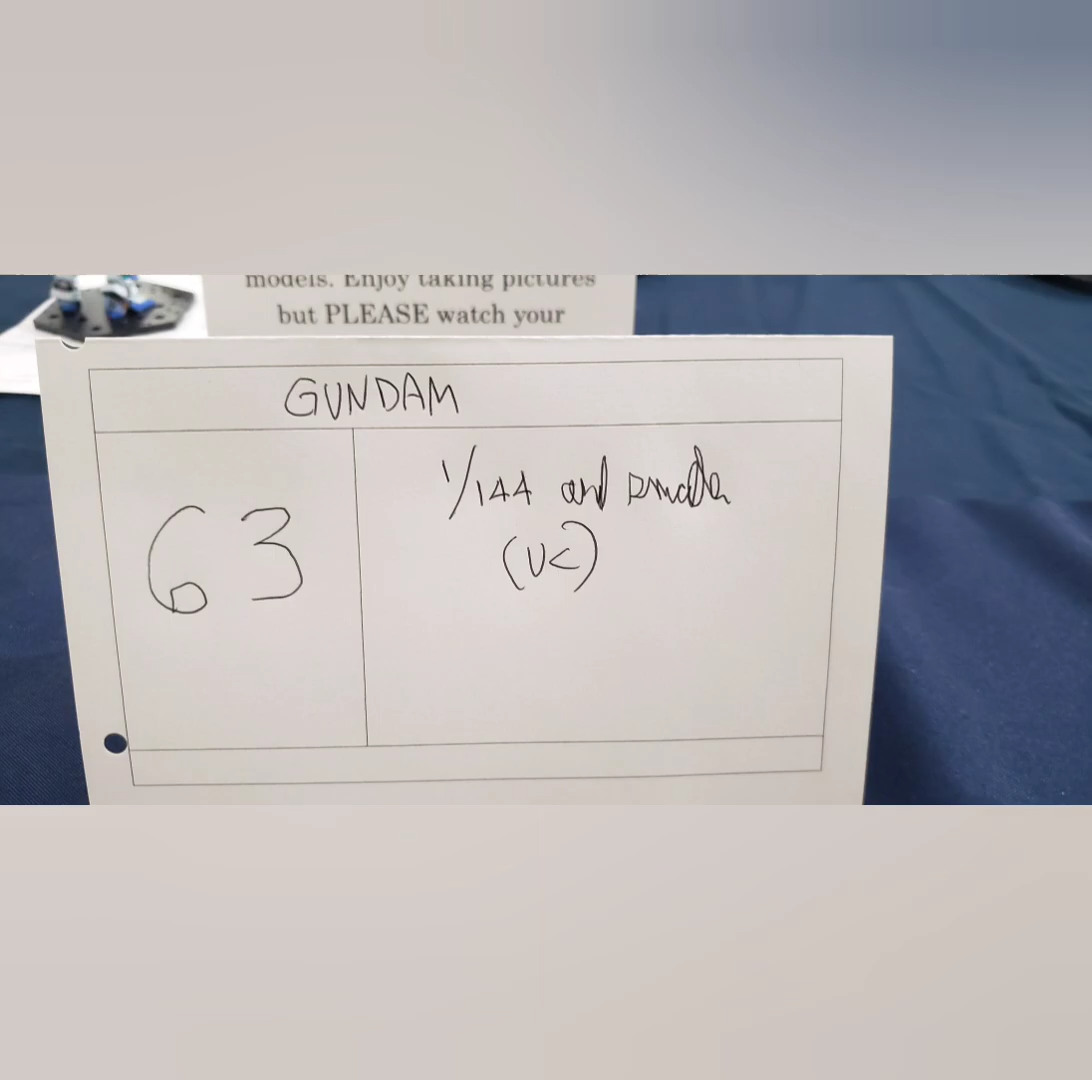 models. Enjoy taking pictures
but PLEASE watch your
GUNDAM
63
1/144 and smaller
(UC)